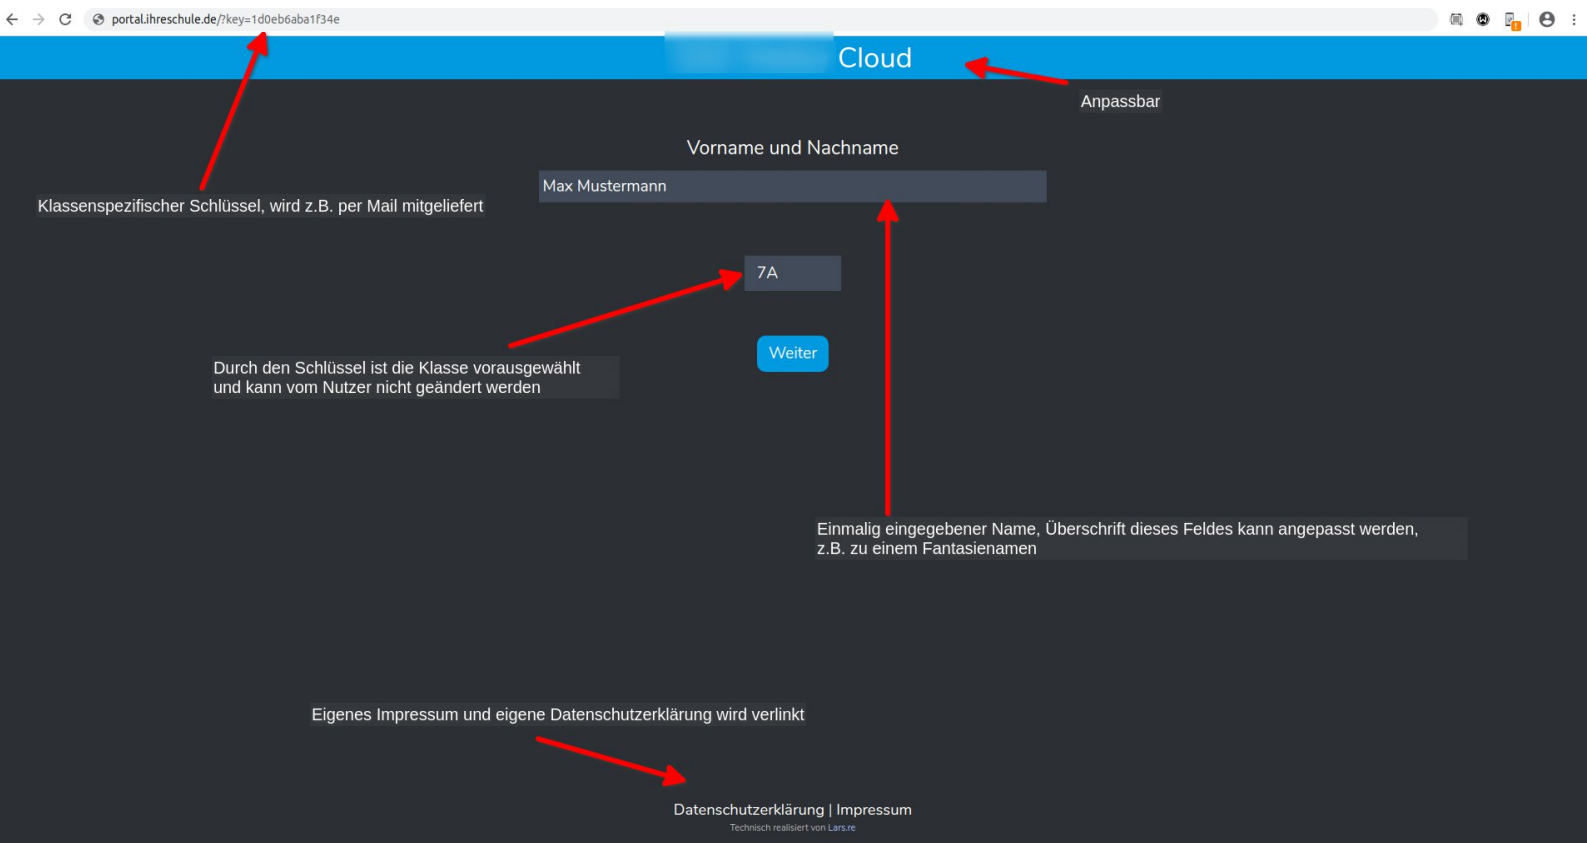 portal.ihreschule.de/?key=1d0eb6aba1f34e
Cloud
Anpassbar
Vorname und Nachname
Max Mustermann
Klassenspezifischer Schlüssel, wird z.B. per Mail mitgeliefert
7A
Weiter
Durch den Schlüssel ist die Klasse vorausgewählt
und kann vom Nutzer nicht geändert werden
Einmalig eingegebener Name, Überschrift dieses Feldes kann angepasst werden,
z.B. zu einem Fantasienamen
Eigenes Impressum und eigene Datenschutzerklärung wird verlinkt
Datenschutzerklärung | Impressum
Technisch realisiert von Lars.re